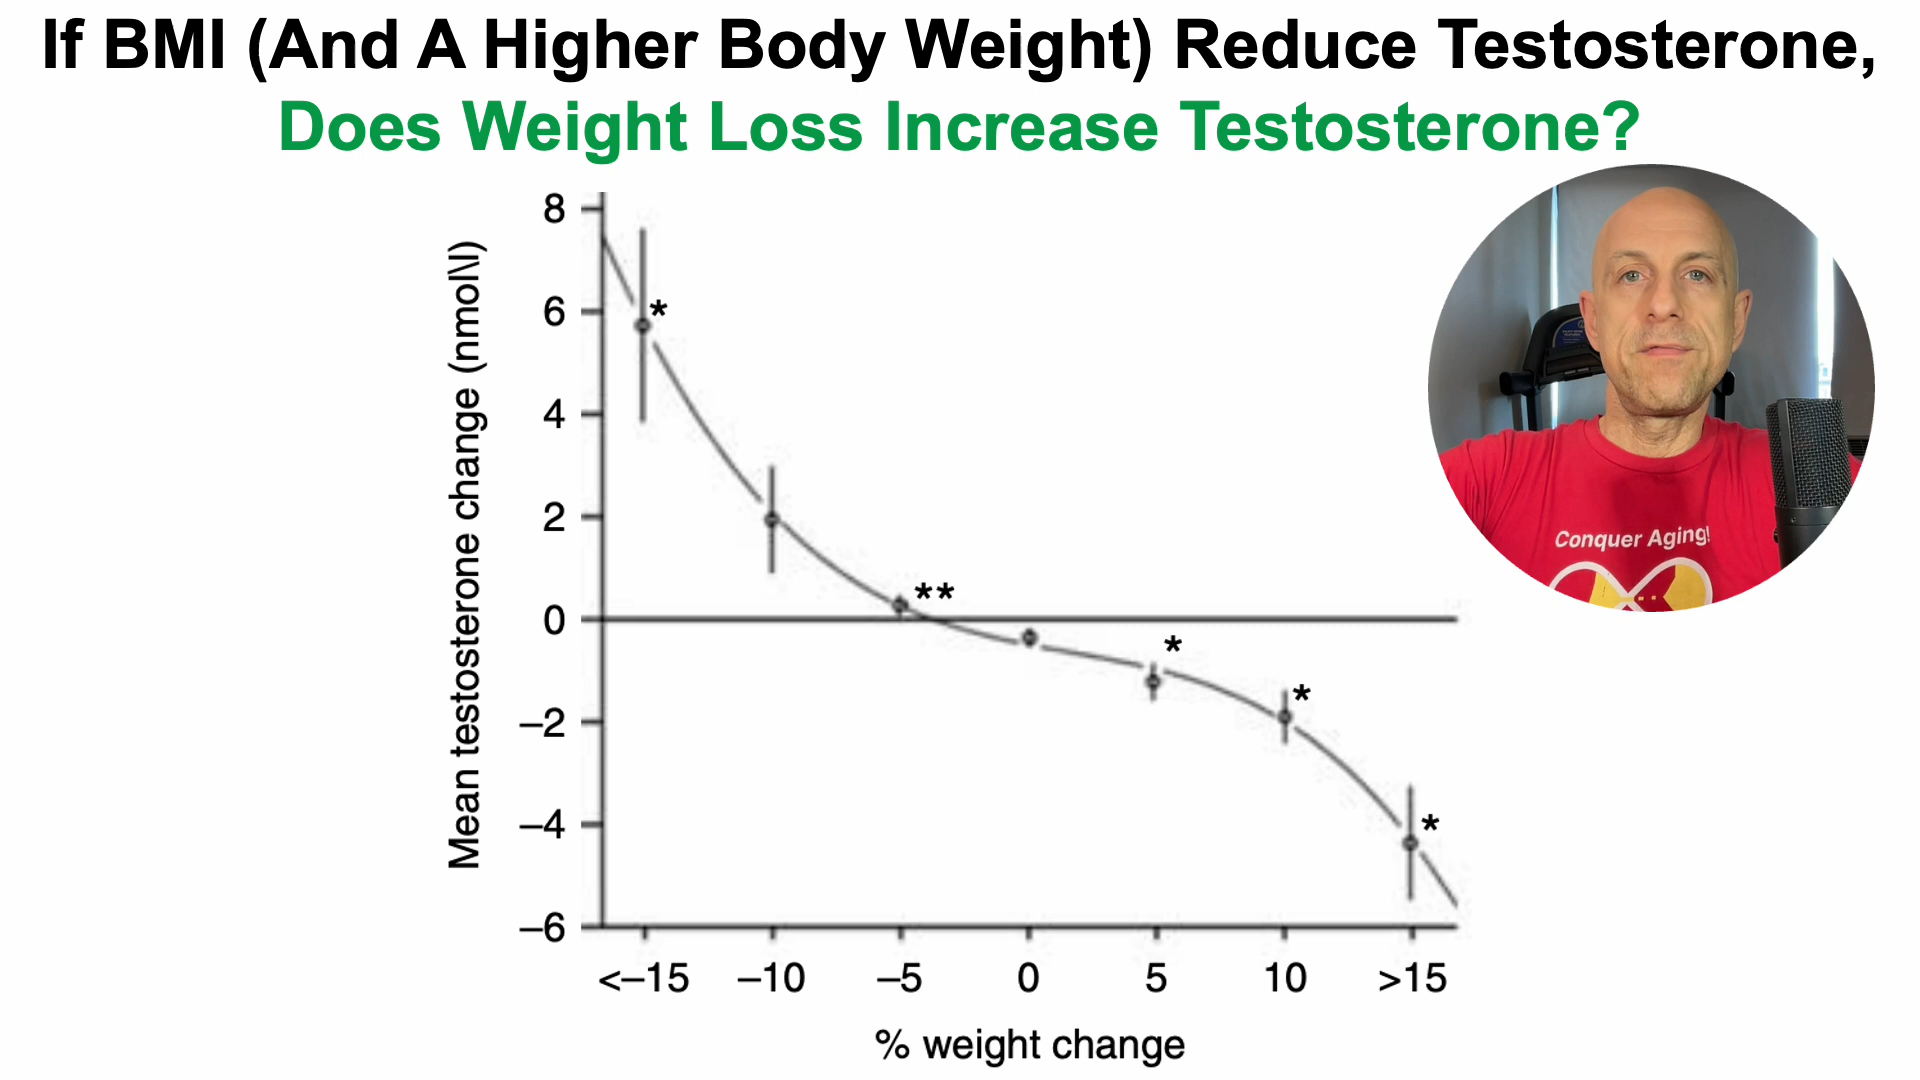 If BMI (And A Higher Body Weight) Reduce Testosterone,
Does Weight Loss Increase Testosterone?
Mean testosterone change (nmol\l)
8
6
4
2
0
–2
–4
–6
*
**
*
*
*
<–15 –10 –5 0 5 10 >15
% weight change
Conquer Aging!